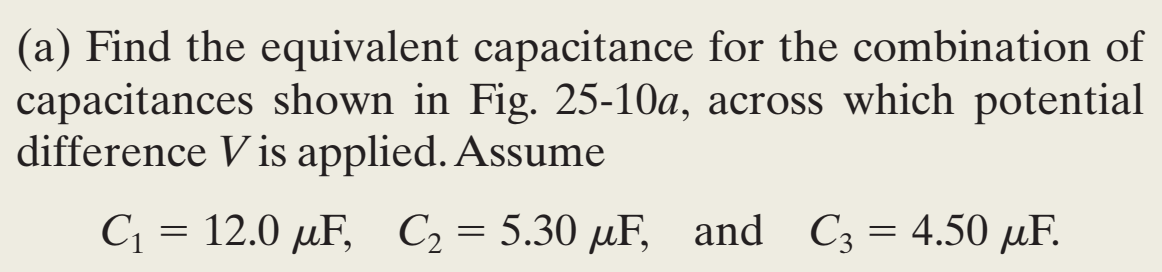 (a) Find the equivalent capacitance for the combination of
capacitances shown in Fig. 25-10a, across which potential
difference V is applied. Assume
C₁ = 12.0 μF, C₂ = 5.30 μF, and C₃ = 4.50 μF.